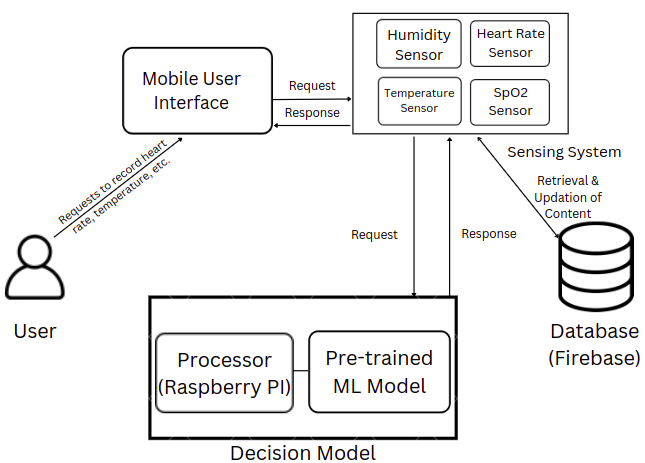 Humidity
Sensor
Heart Rate
Sensor
Mobile User
Interface
Request
Response
Temperature
Sensor
SpO2
Sensor
Sensing System
Requests to record heart
rate, temperature, etc.
Retrieval &
Updation of
Content
Request
Response
User
Database
(Firebase)
Processor
(Raspberry PI)
Pre-trained
ML Model
Decision Model